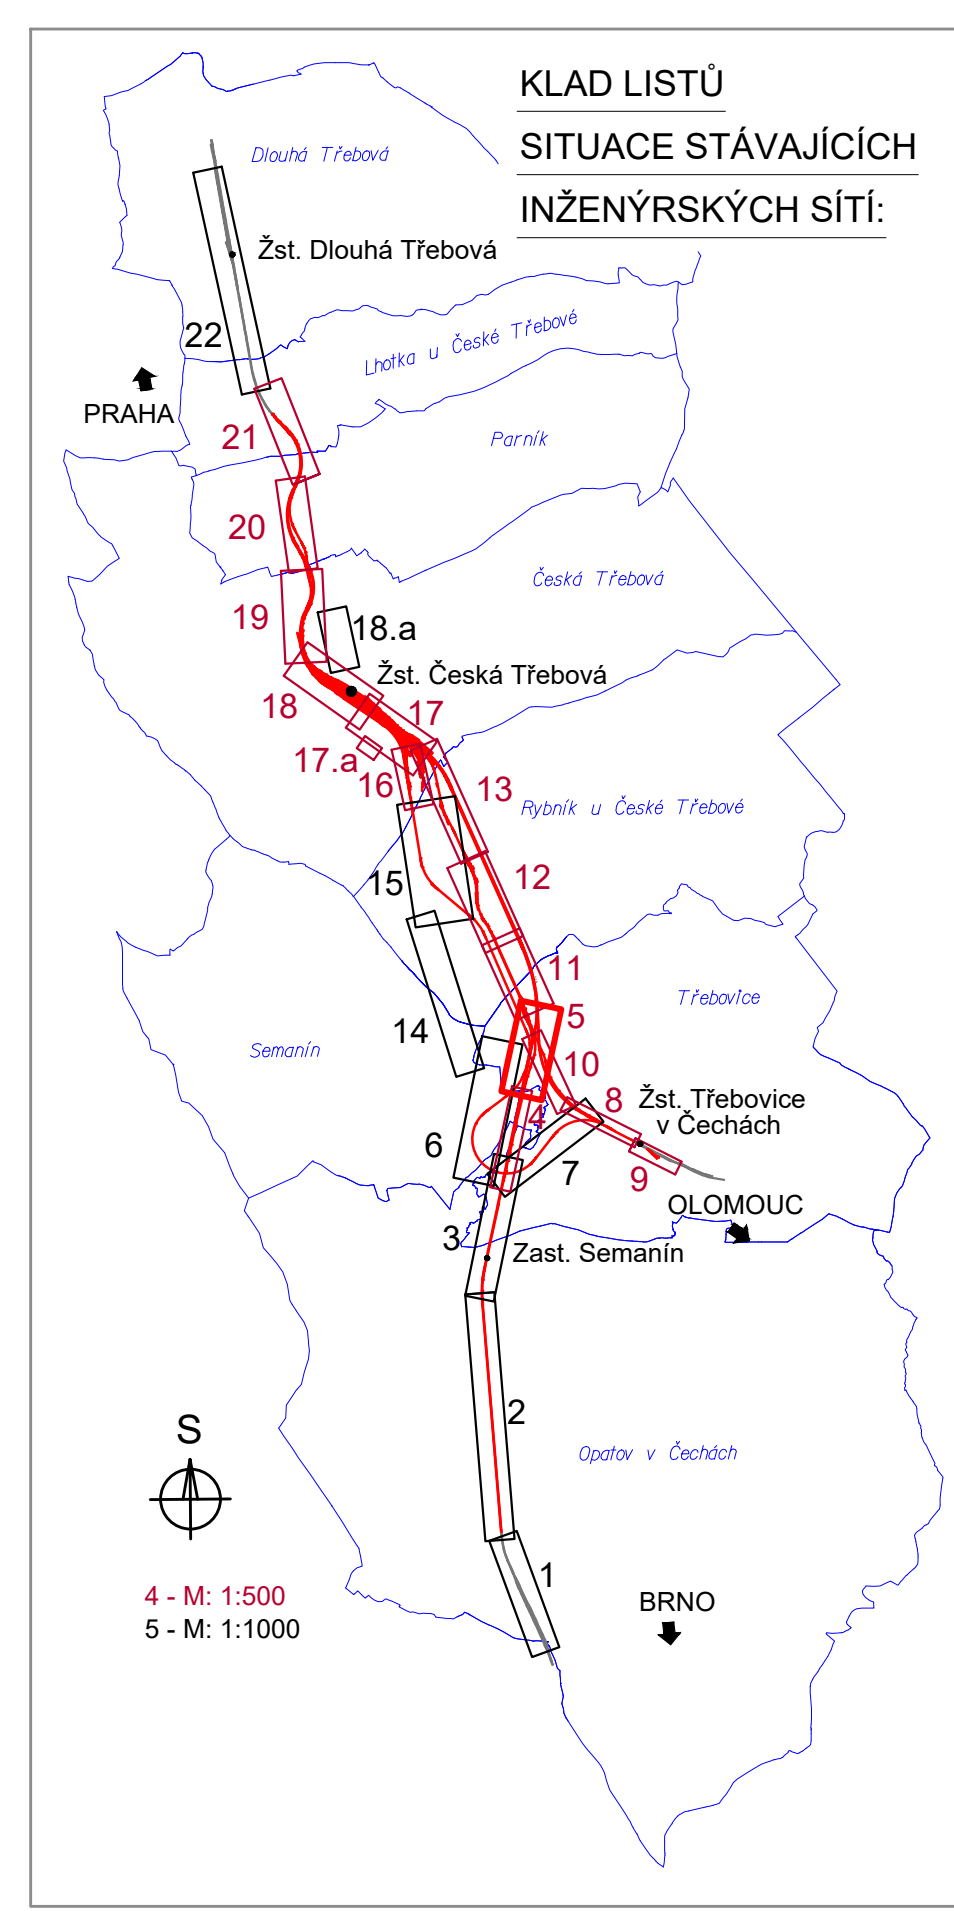 KLAD LISTŮ
SITUACE STÁVAJÍCÍCH
INŽENÝRSKÝCH SÍTÍ:
Dlouhá Třebová
Žst. Dlouhá Třebová
22
Lhotka u České Třebové
PRAHA
21
Parník
20
Česká Třebová
19
18.a
Žst. Česká Třebová
18
17
17.a
16
13
Rybník u České Třebové
12
15
11
Třebovice
5
14
Semanín
10
8
Žst. Třebovice
v Čechách
4
6
7
9
OLOMOUC
3
Zast. Semanín
2
S
Opatov v Čechách
1
4 - M: 1:500
BRNO
5 - M: 1:1000